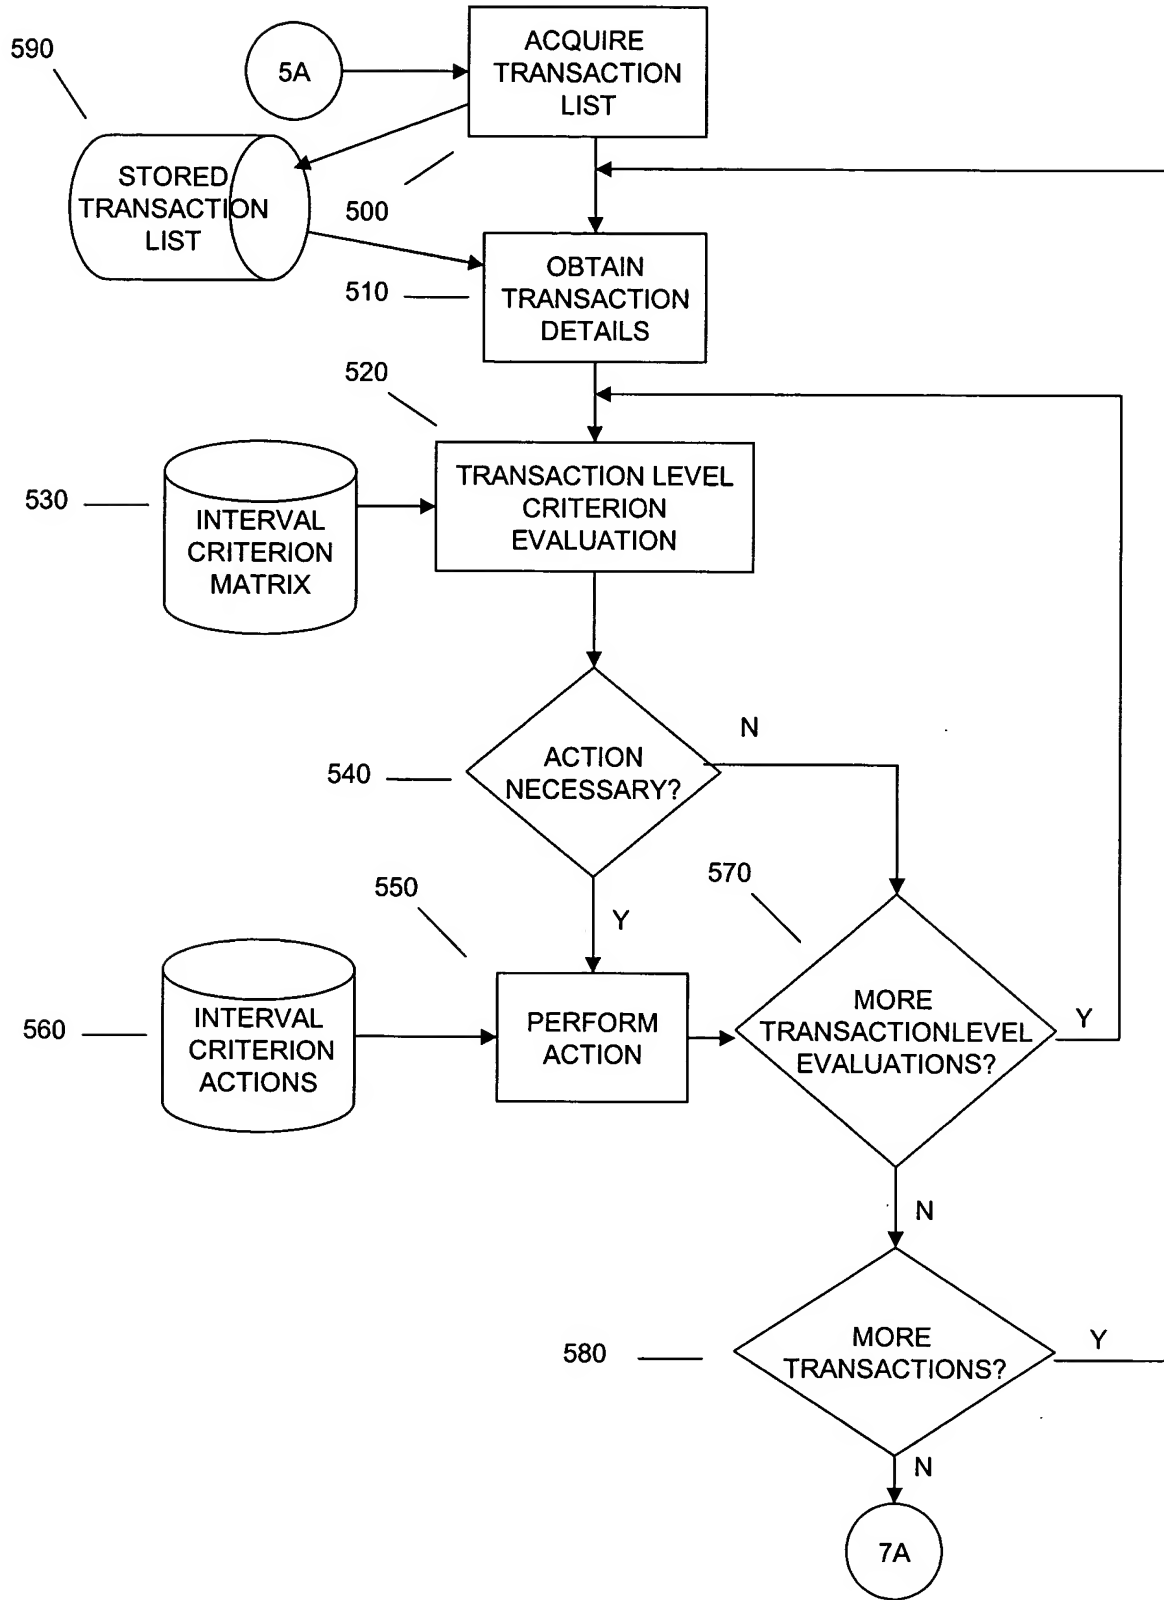 590
5A
ACQUIRE
TRANSACTION
LIST
STORED
TRANSACTION
LIST
500
510
OBTAIN
TRANSACTION
DETAILS
520
530
INTERVAL
CRITERION
MATRIX
TRANSACTION LEVEL
CRITERION
EVALUATION
540
ACTION
NECESSARY?
N
Y
550
570
560
INTERVAL
CRITERION
ACTIONS
PERFORM
ACTION
MORE
TRANSACTIONLEVEL
EVALUATIONS?
Y
N
580
MORE
TRANSACTIONS?
Y
N
7A